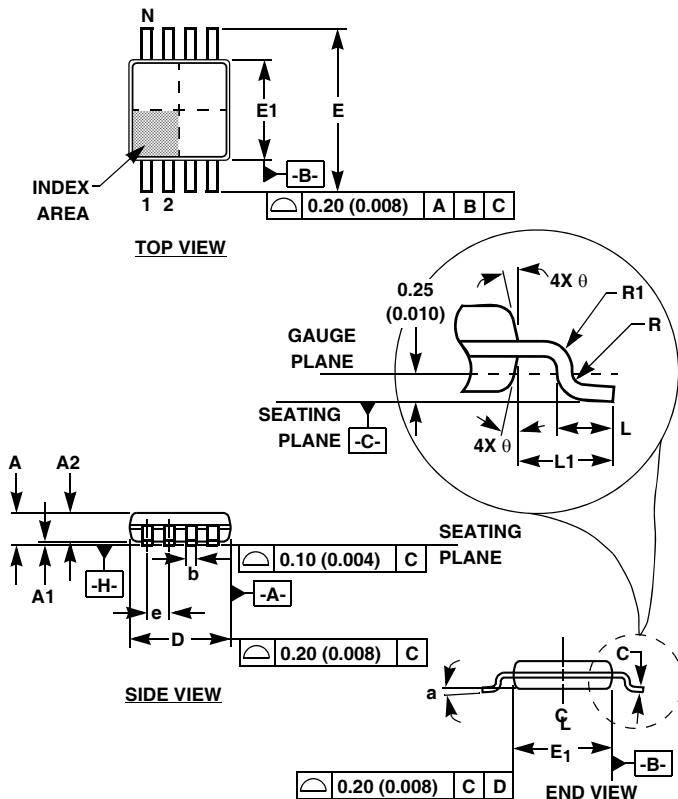 N
E1
E
-B-
INDEX
AREA
1 2
0.20 (0.008) A B C
TOP VIEW
0.25
(0.010)
4X θ
R1
R
GAUGE
PLANE
SEATING
PLANE
-C-
4X θ
L
L1
A A2
SEATING
PLANE
A1
-H-
b
0.10 (0.004) C
-A-
e
D
0.20 (0.008) C
SIDE VIEW
C
a
CL
E1
-B-
0.20 (0.008) C D
END VIEW